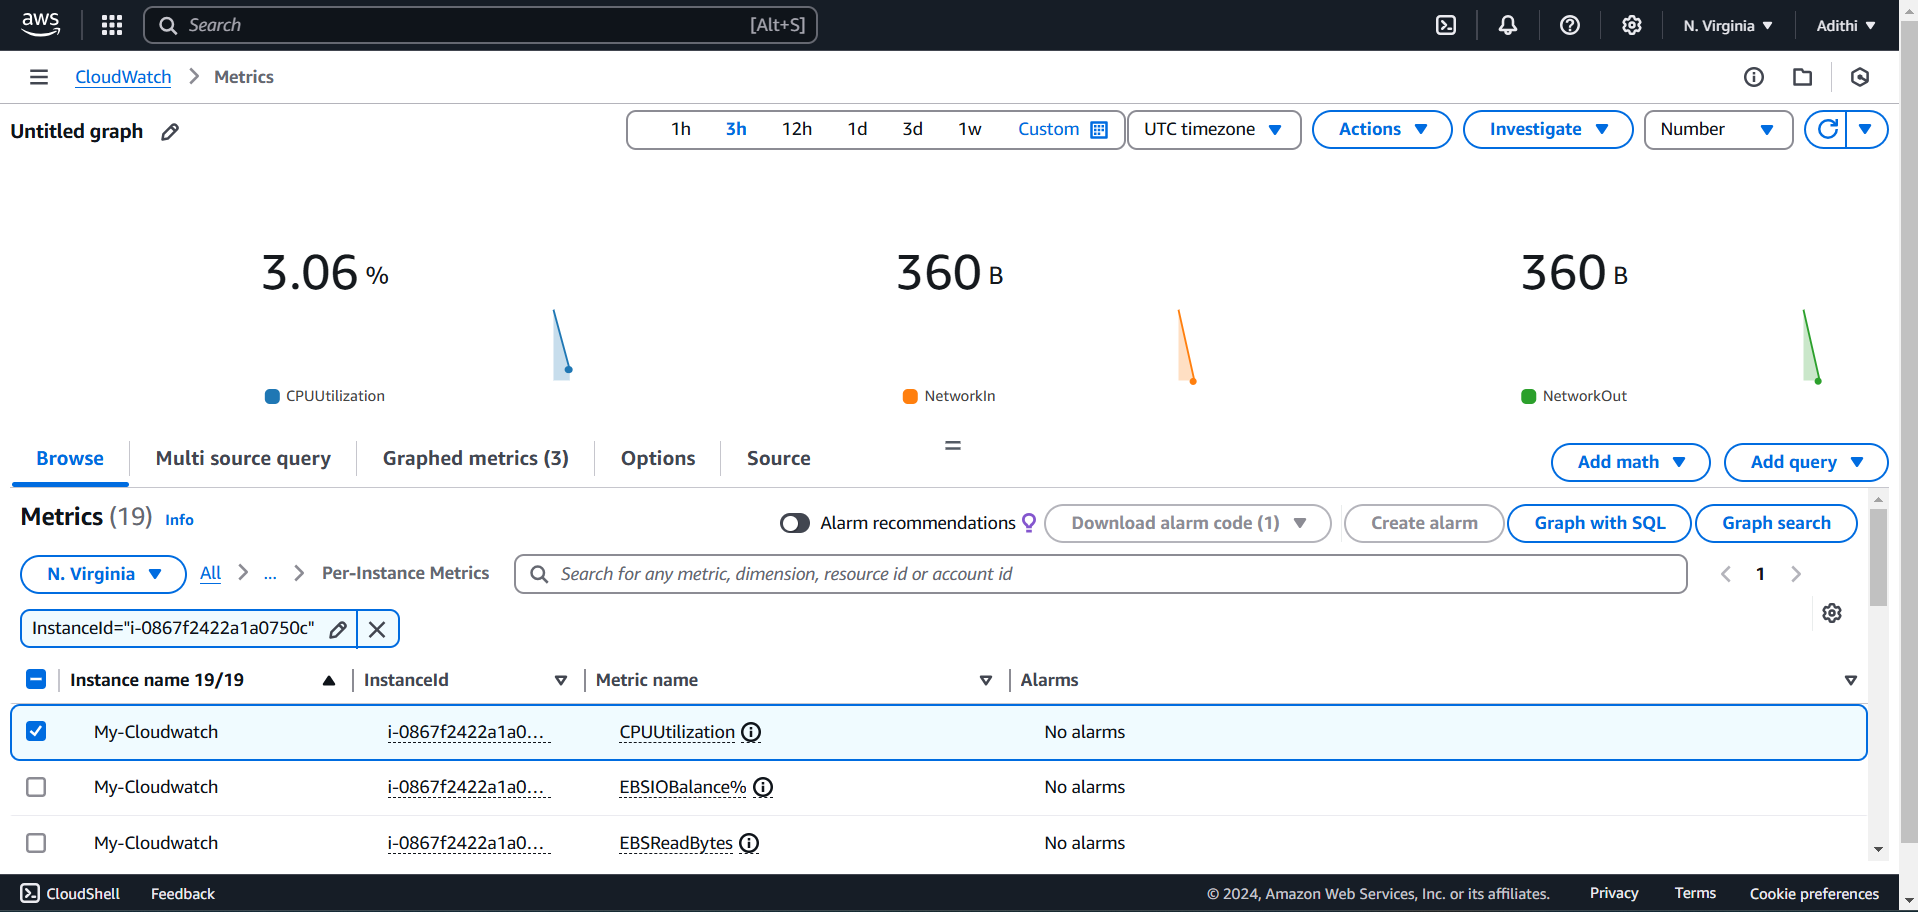 aws Search [Alt+S] N. Virginia Adithi
CloudWatch Metrics
Untitled graph 1h 3h 12h 1d 3d 1w Custom UTC timezone Actions Investigate Number
3.06 % 360 B 360 B
CPUUtilization NetworkIn NetworkOut
Browse Multi source query Graphed metrics (3) Options Source Add math Add query
Metrics (19) Info Alarm recommendations Download alarm code (1) Create alarm Graph with SQL Graph search
N. Virginia All ... Per-Instance Metrics Search for any metric, dimension, resource id or account id 1
InstanceId="i-0867f2422a1a0750c"
Instance name 19/19 InstanceId Metric name Alarms
My-Cloudwatch i-0867f2422a1a0... CPUUtilization No alarms
My-Cloudwatch i-0867f2422a1a0... EBSIOBalance% No alarms
My-Cloudwatch i-0867f2422a1a0... EBSReadBytes No alarms
CloudShell Feedback © 2024, Amazon Web Services, Inc. or its affiliates. Privacy Terms Cookie preferences